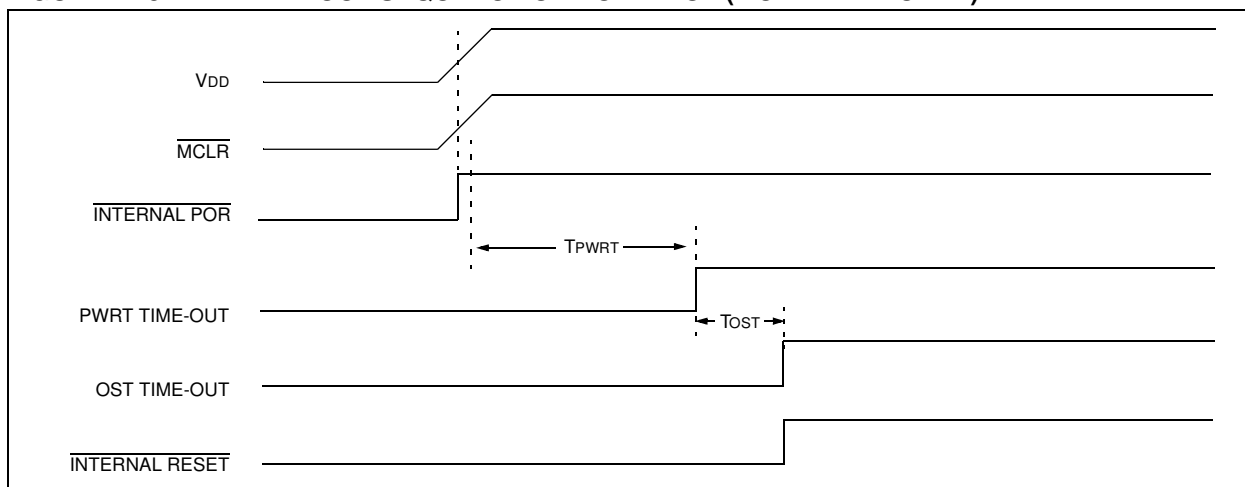 VDD
MCLR
INTERNAL POR
TPWRT
PWRT TIME-OUT
TOST
OST TIME-OUT
INTERNAL RESET